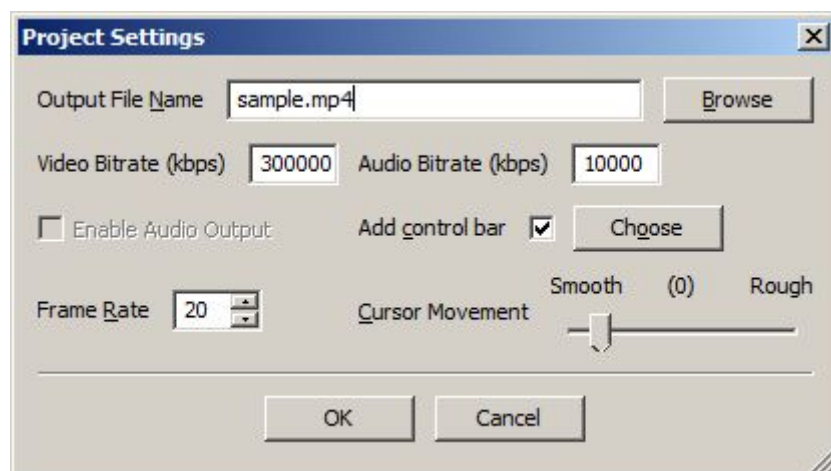 Project Settings
Output File Name sample.mp4 Browse
Video Bitrate (kbps) 300000 Audio Bitrate (kbps) 10000
Enable Audio Output Add control bar Choose
Smooth (0) Rough
Frame Rate 20 Cursor Movement
OK Cancel